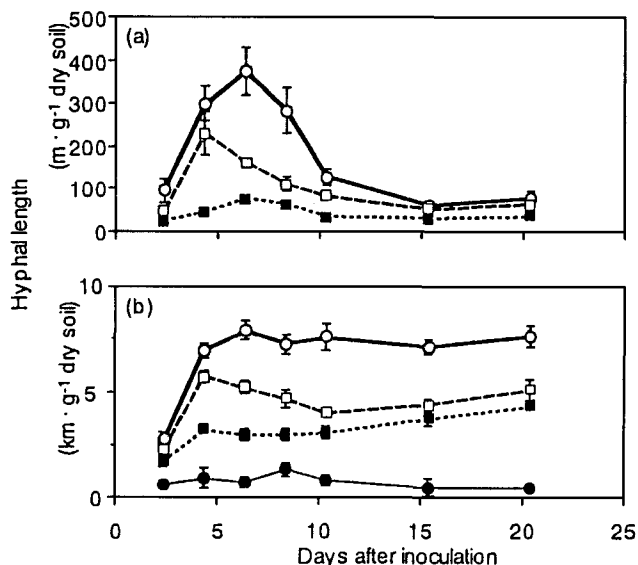 500
400
300
200
100
0
(a)
(m · g⁻¹ dry soil)
Hyphal length
10
5
0
(b)
(km · g⁻¹ dry soil)
0 5 10 15 20 25
Days after inoculation